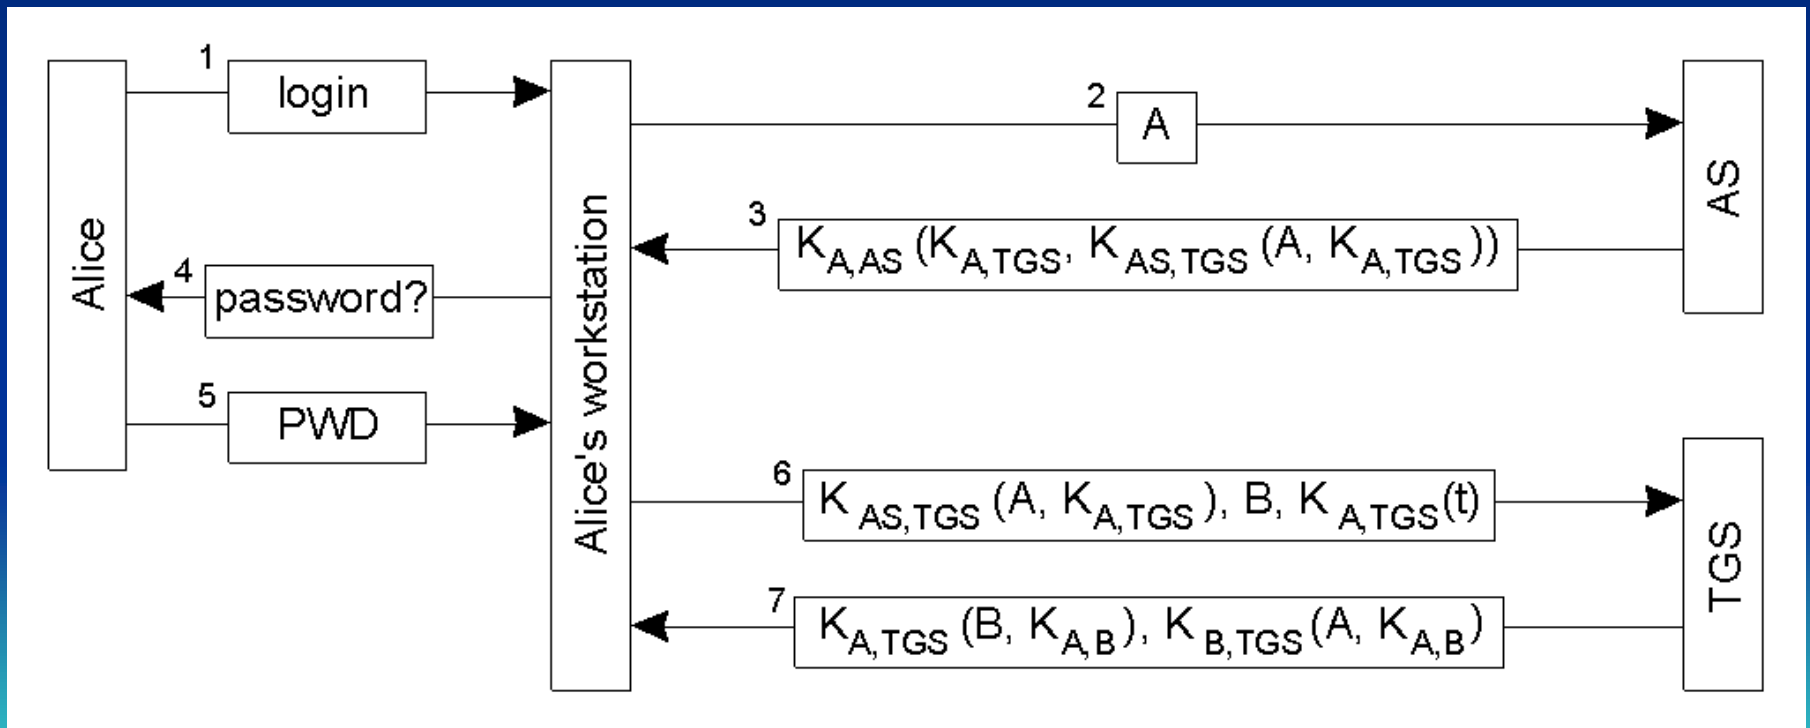 Alice
1
login
Alice's workstation
2
A
AS
3
K A,AS (K A,TGS, K AS,TGS (A, K A,TGS ))
4
password?
5
PWD
6
K AS,TGS (A, K A,TGS ), B, K A,TGS(t)
TGS
7
K A,TGS (B, K A,B ), K B,TGS (A, K A,B )